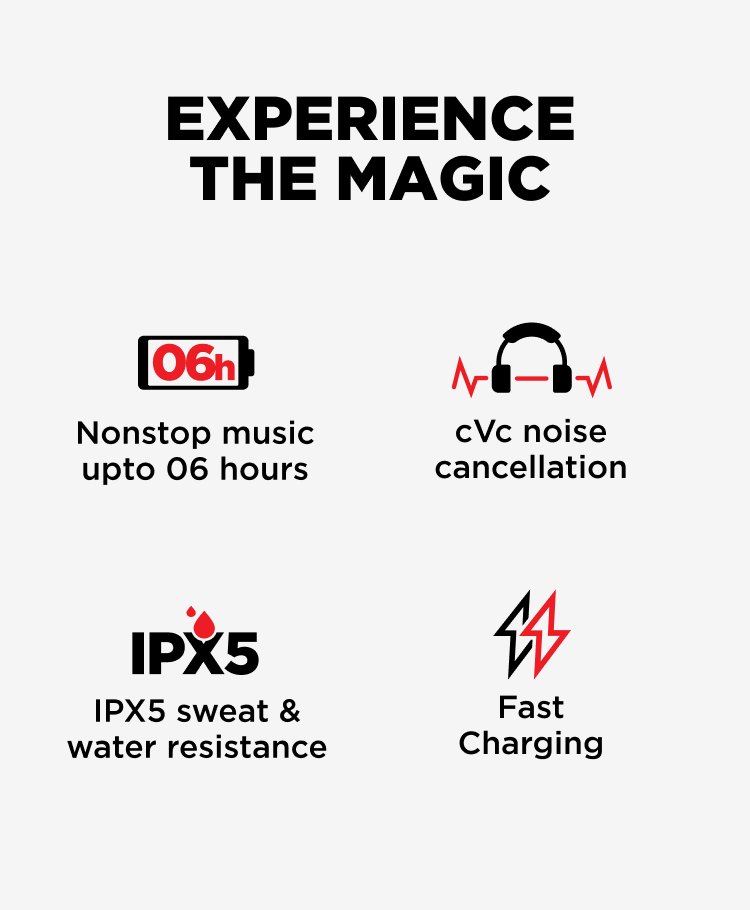 EXPERIENCE
THE MAGIC
06h
Nonstop music
upto 06 hours
cVc noise
cancellation
IPX5
IPX5 sweat &
water resistance
Fast
Charging